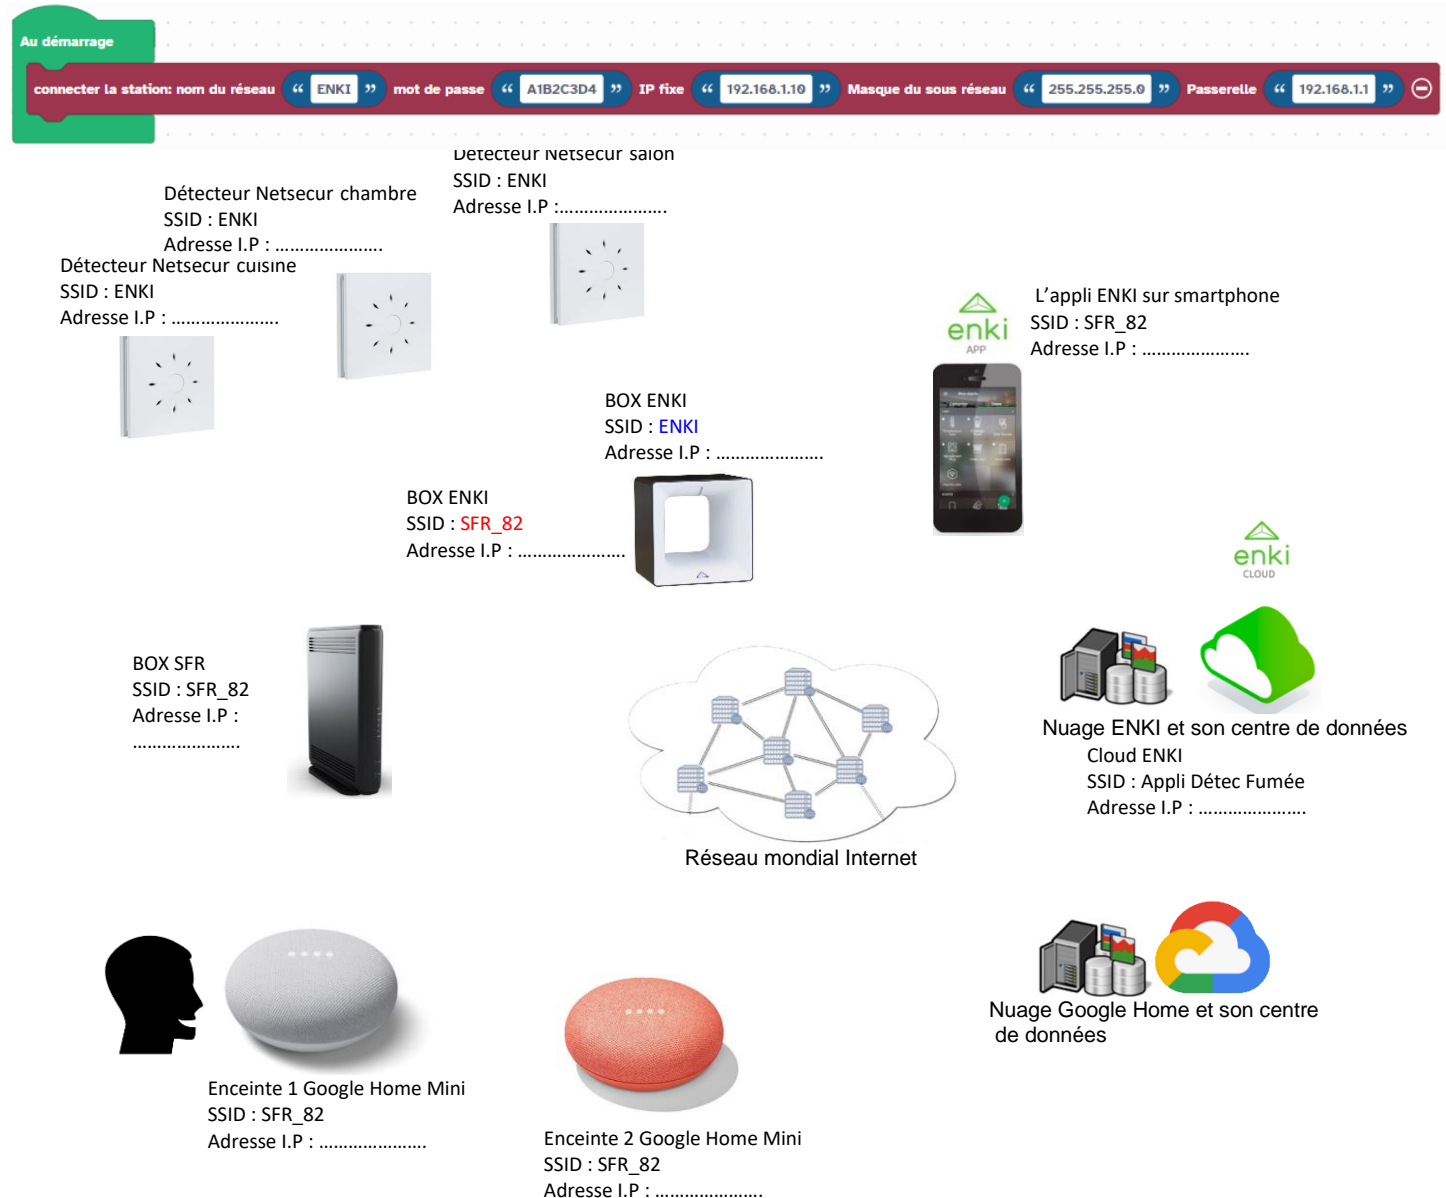 Au démarrage
connecter la station: nom du réseau “ ENKI ” mot de passe “ A1B2C3D4 ” IP fixe “ 192.168.1.10 ” Masque du sous réseau “ 255.255.255.0 ” Passerelle “ 192.168.1.1 ”
Détecteur Netsecur salon
SSID : ENKI
Adresse I.P :......................
Détecteur Netsecur chambre
SSID : ENKI
Adresse I.P : ......................
Détecteur Netsecur cuisine
SSID : ENKI
Adresse I.P : ......................
enki
APP
L’appli ENKI sur smartphone
SSID : SFR_82
Adresse I.P : ......................
BOX ENKI
SSID : ENKI
Adresse I.P : ......................
BOX ENKI
SSID : SFR_82
Adresse I.P : ......................
enki
CLOUD
BOX SFR
SSID : SFR_82
Adresse I.P :
......................
Nuage ENKI et son centre de données
Cloud ENKI
SSID : Appli Détec Fumée
Adresse I.P : ......................
Réseau mondial Internet
Nuage Google Home et son centre
de données
Enceinte 1 Google Home Mini
SSID : SFR_82
Adresse I.P : ......................
Enceinte 2 Google Home Mini
SSID : SFR_82
Adresse I.P : ......................